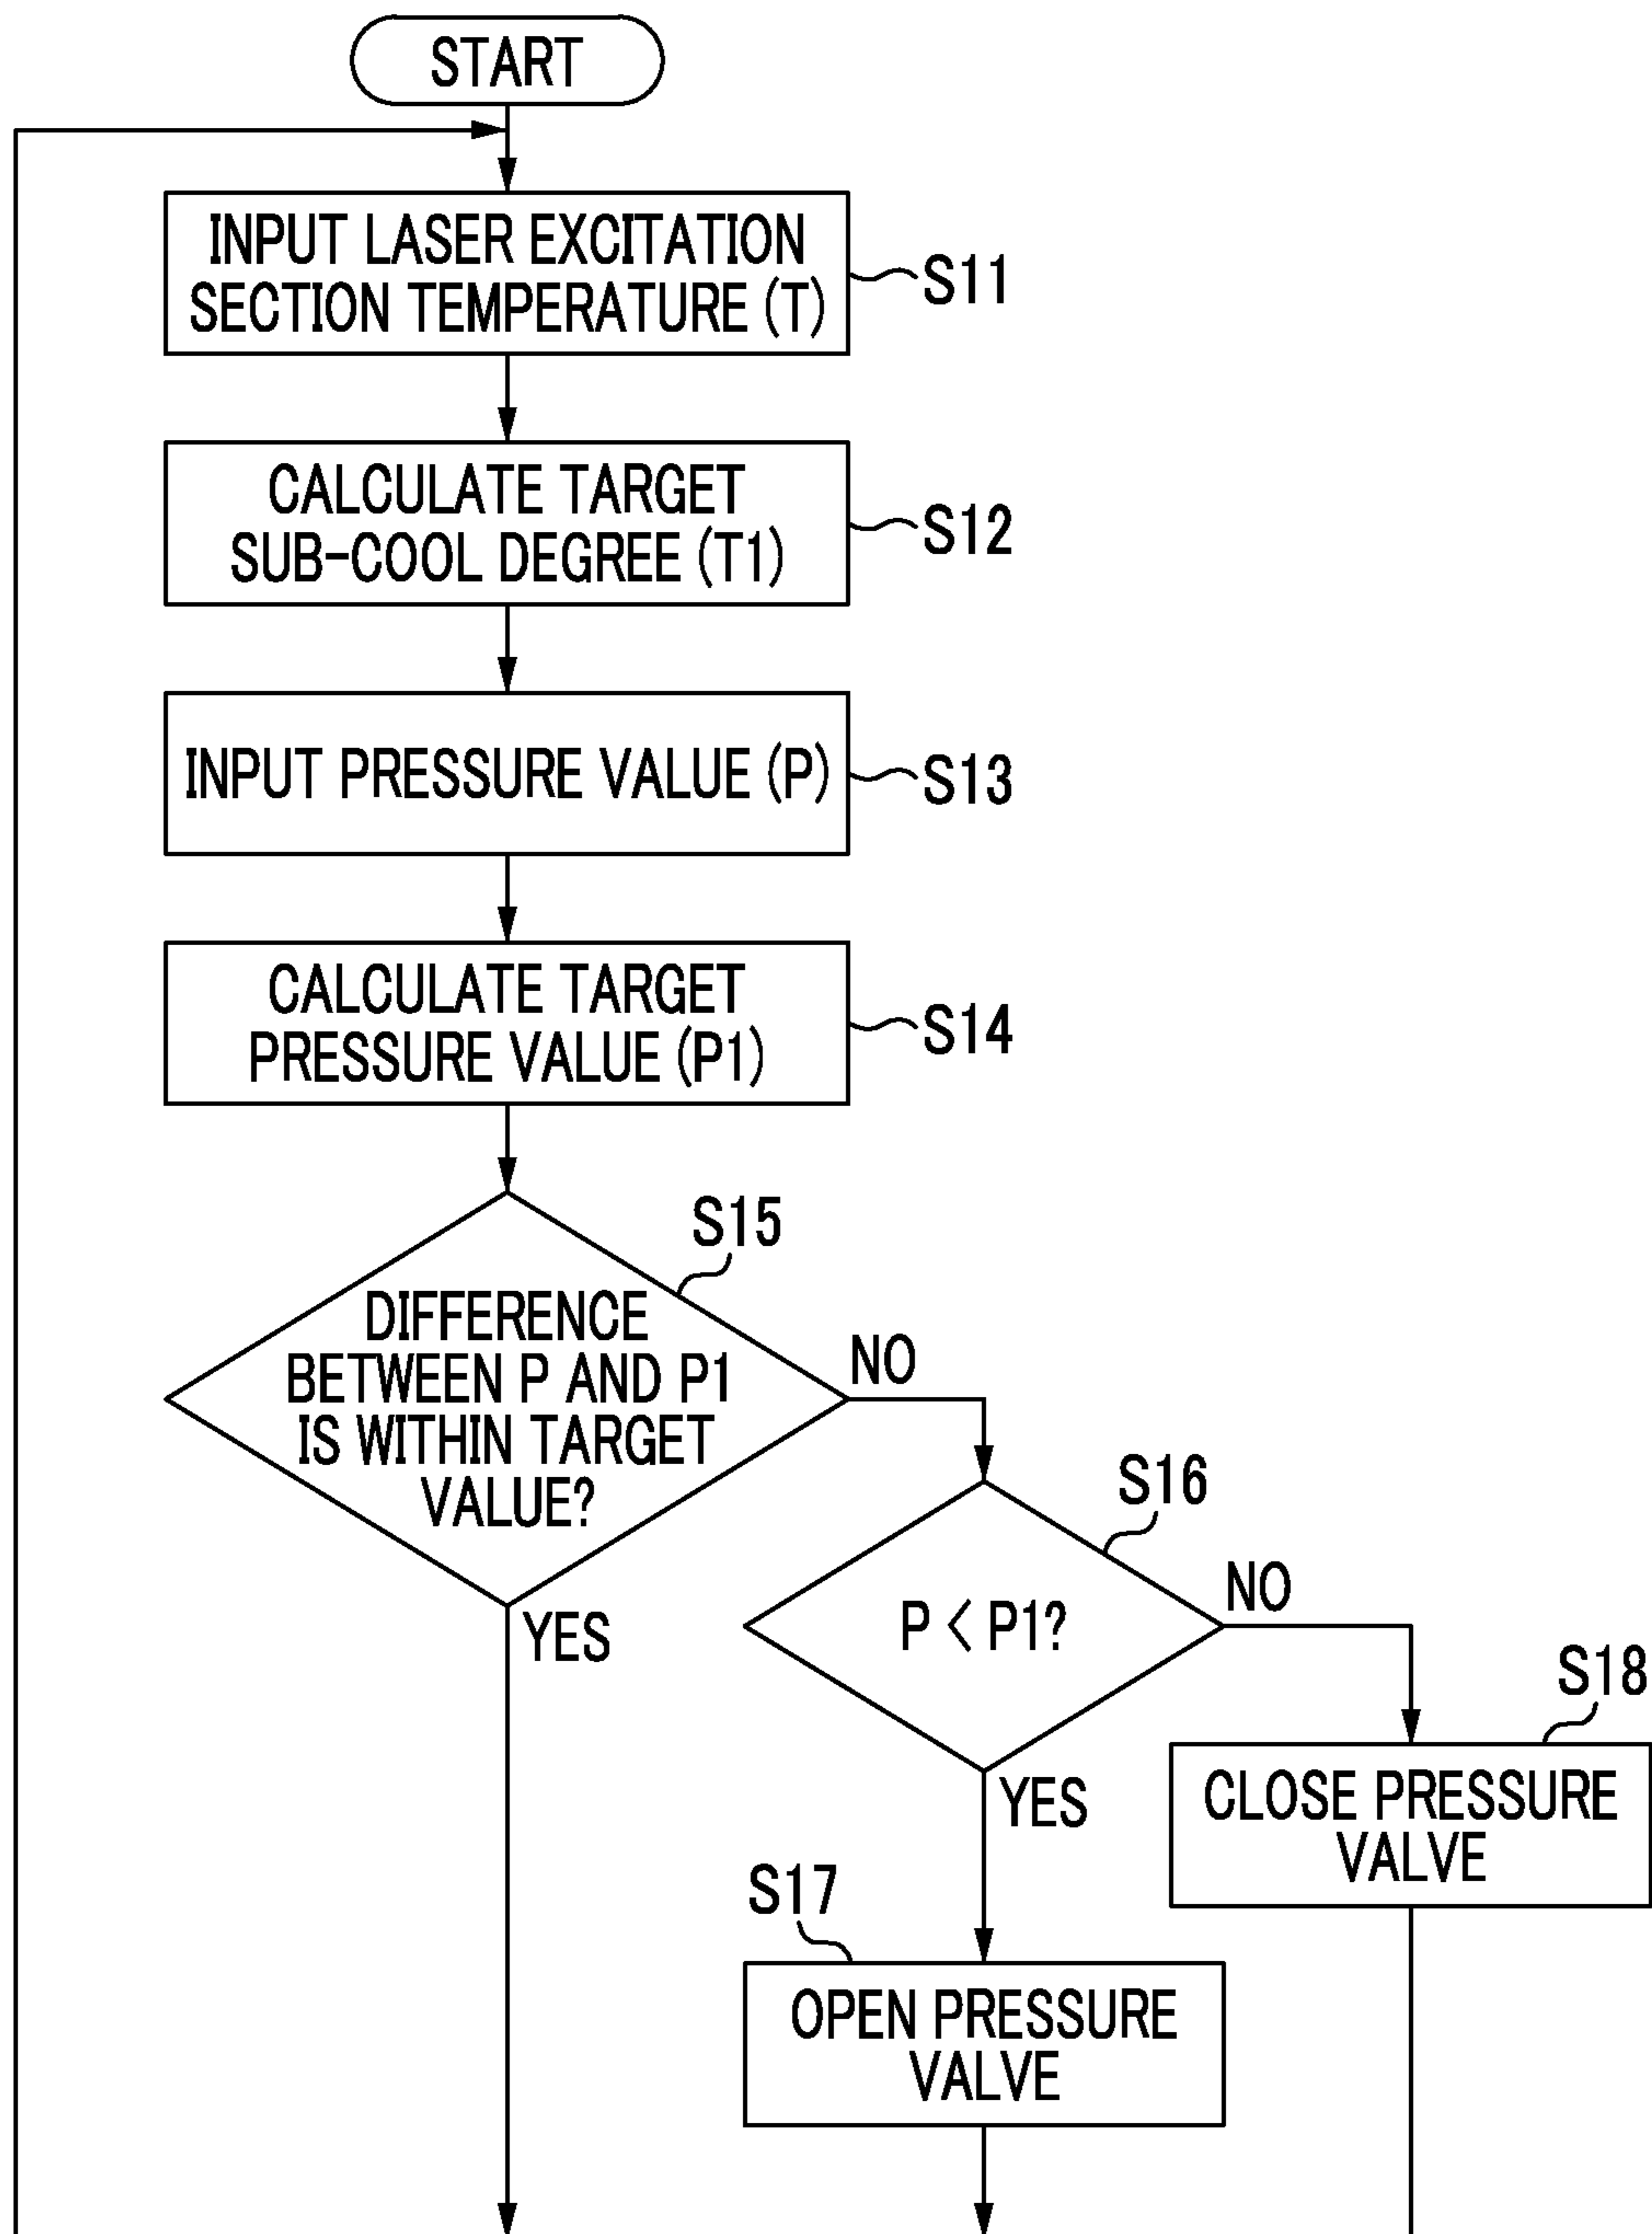 START
INPUT LASER EXCITATION
SECTION TEMPERATURE (T)
S11
CALCULATE TARGET
SUB-COOL DEGREE (T1)
S12
INPUT PRESSURE VALUE (P)
S13
CALCULATE TARGET
PRESSURE VALUE (P1)
S14
S15
DIFFERENCE
BETWEEN P AND P1
IS WITHIN TARGET
VALUE?
NO
YES
S16
P < P1?
NO
YES
S18
CLOSE PRESSURE
VALVE
S17
OPEN PRESSURE
VALVE